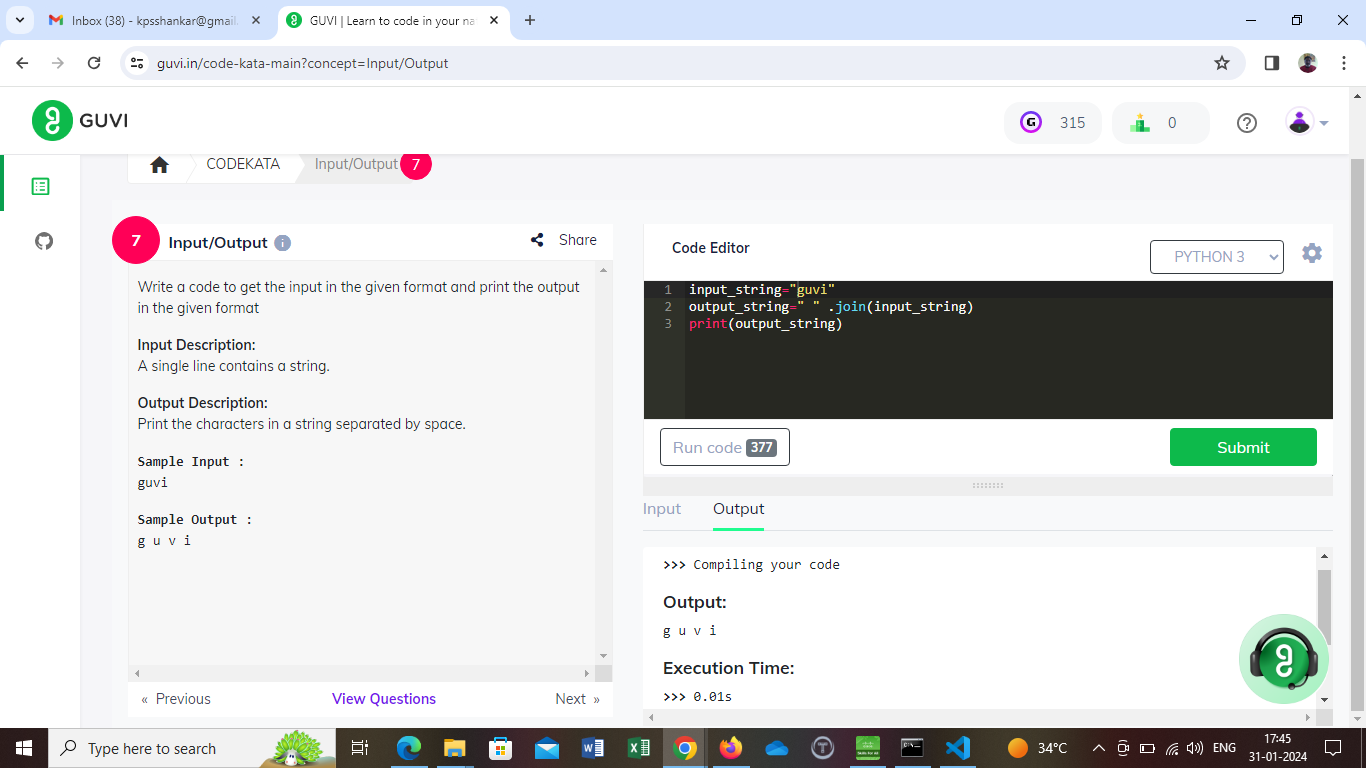 Inbox (38) - kpsshankar@gmail.
GUVI | Learn to code in your na
guvi.in/code-kata-main?concept=Input/Output
GUVI
315
0
CODEKATA
Input/Output
7
7
Input/Output
Share
Write a code to get the input in the given format and print the output
in the given format
Input Description:
A single line contains a string.
Output Description:
Print the characters in a string separated by space.
Sample Input :
guvi
Sample Output :
g u v i
« Previous
View Questions
Next »
Code Editor
PYTHON 3
1 input_string="guvi"
2 output_string=" " .join(input_string)
3 print(output_string)
Run code 377
Submit
Input
Output
>>> Compiling your code
Output:
g u v i
Execution Time:
>>> 0.01s
Type here to search
34°C
ENG
17:45
31-01-2024